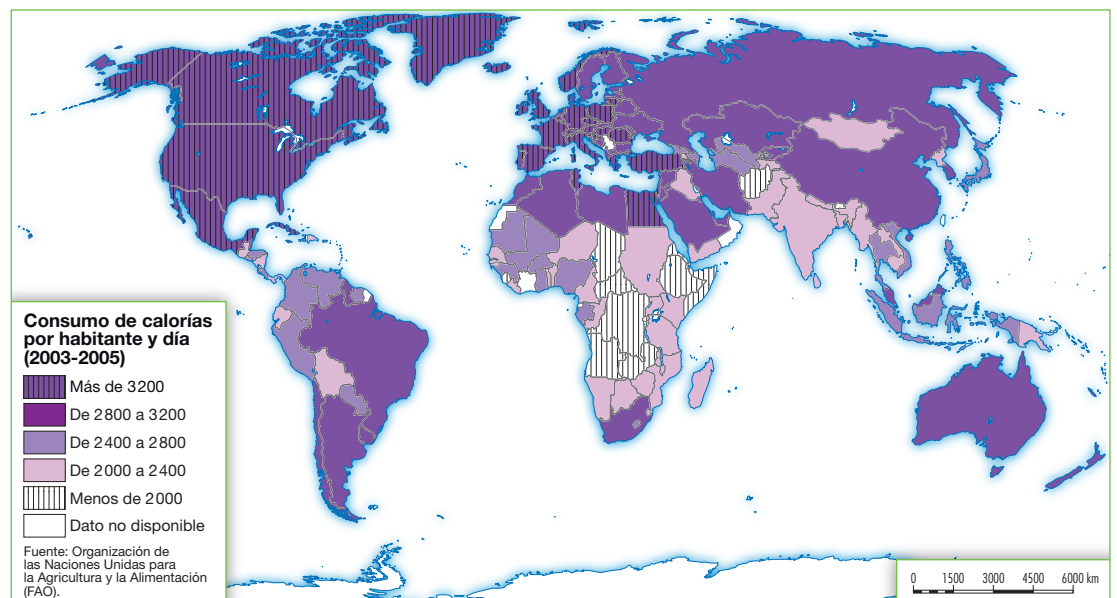 Consumo de calorías
por habitante y día
(2003-2005)
Más de 3200
De 2800 a 3200
De 2400 a 2800
De 2000 a 2400
Menos de 2000
Dato no disponible
Fuente: Organización de
las Naciones Unidas para
la Agricultura y la Alimentación
(FAO).
0 1500 3000 4500 6000 km